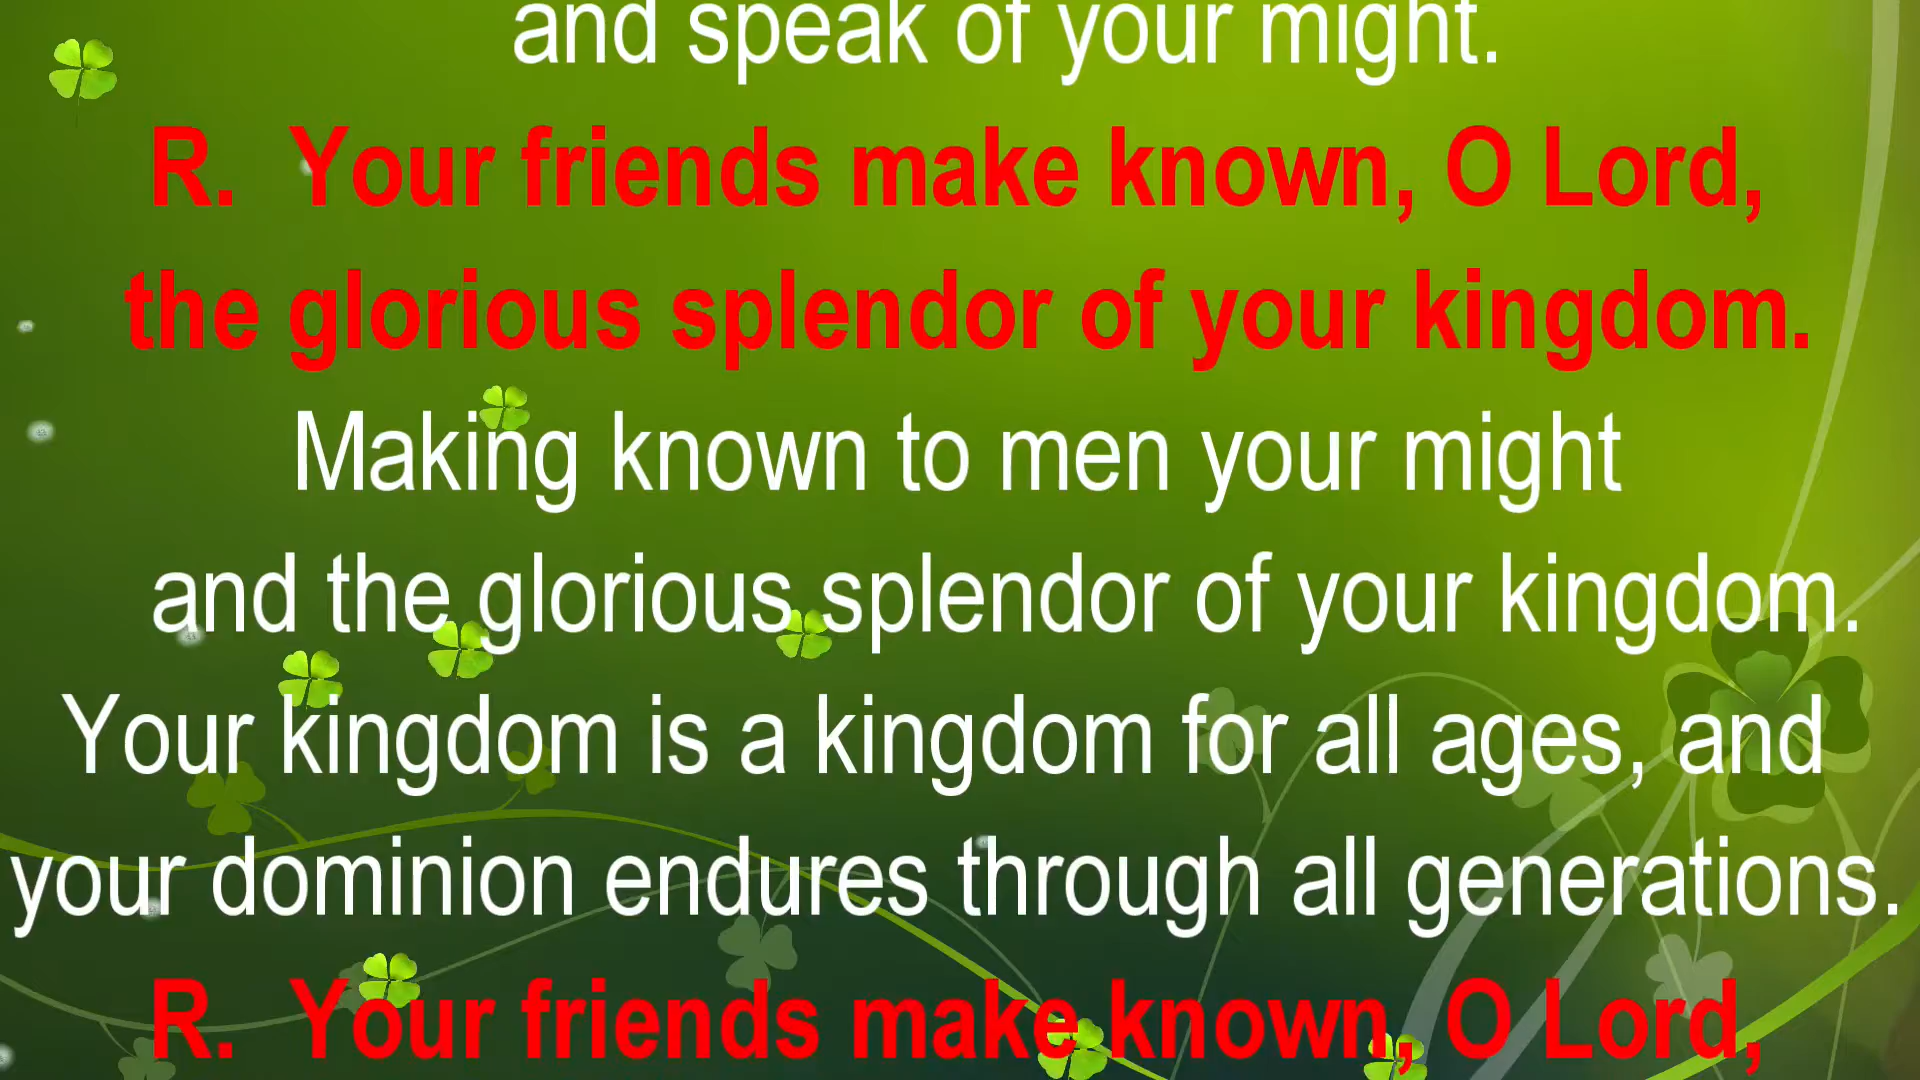 and speak of your might.
R. Your friends make known, O Lord,
the glorious splendor of your kingdom.
Making known to men your might
and the glorious splendor of your kingdom.
Your kingdom is a kingdom for all ages, and
your dominion endures through all generations.
R. Your friends make known, O Lord,